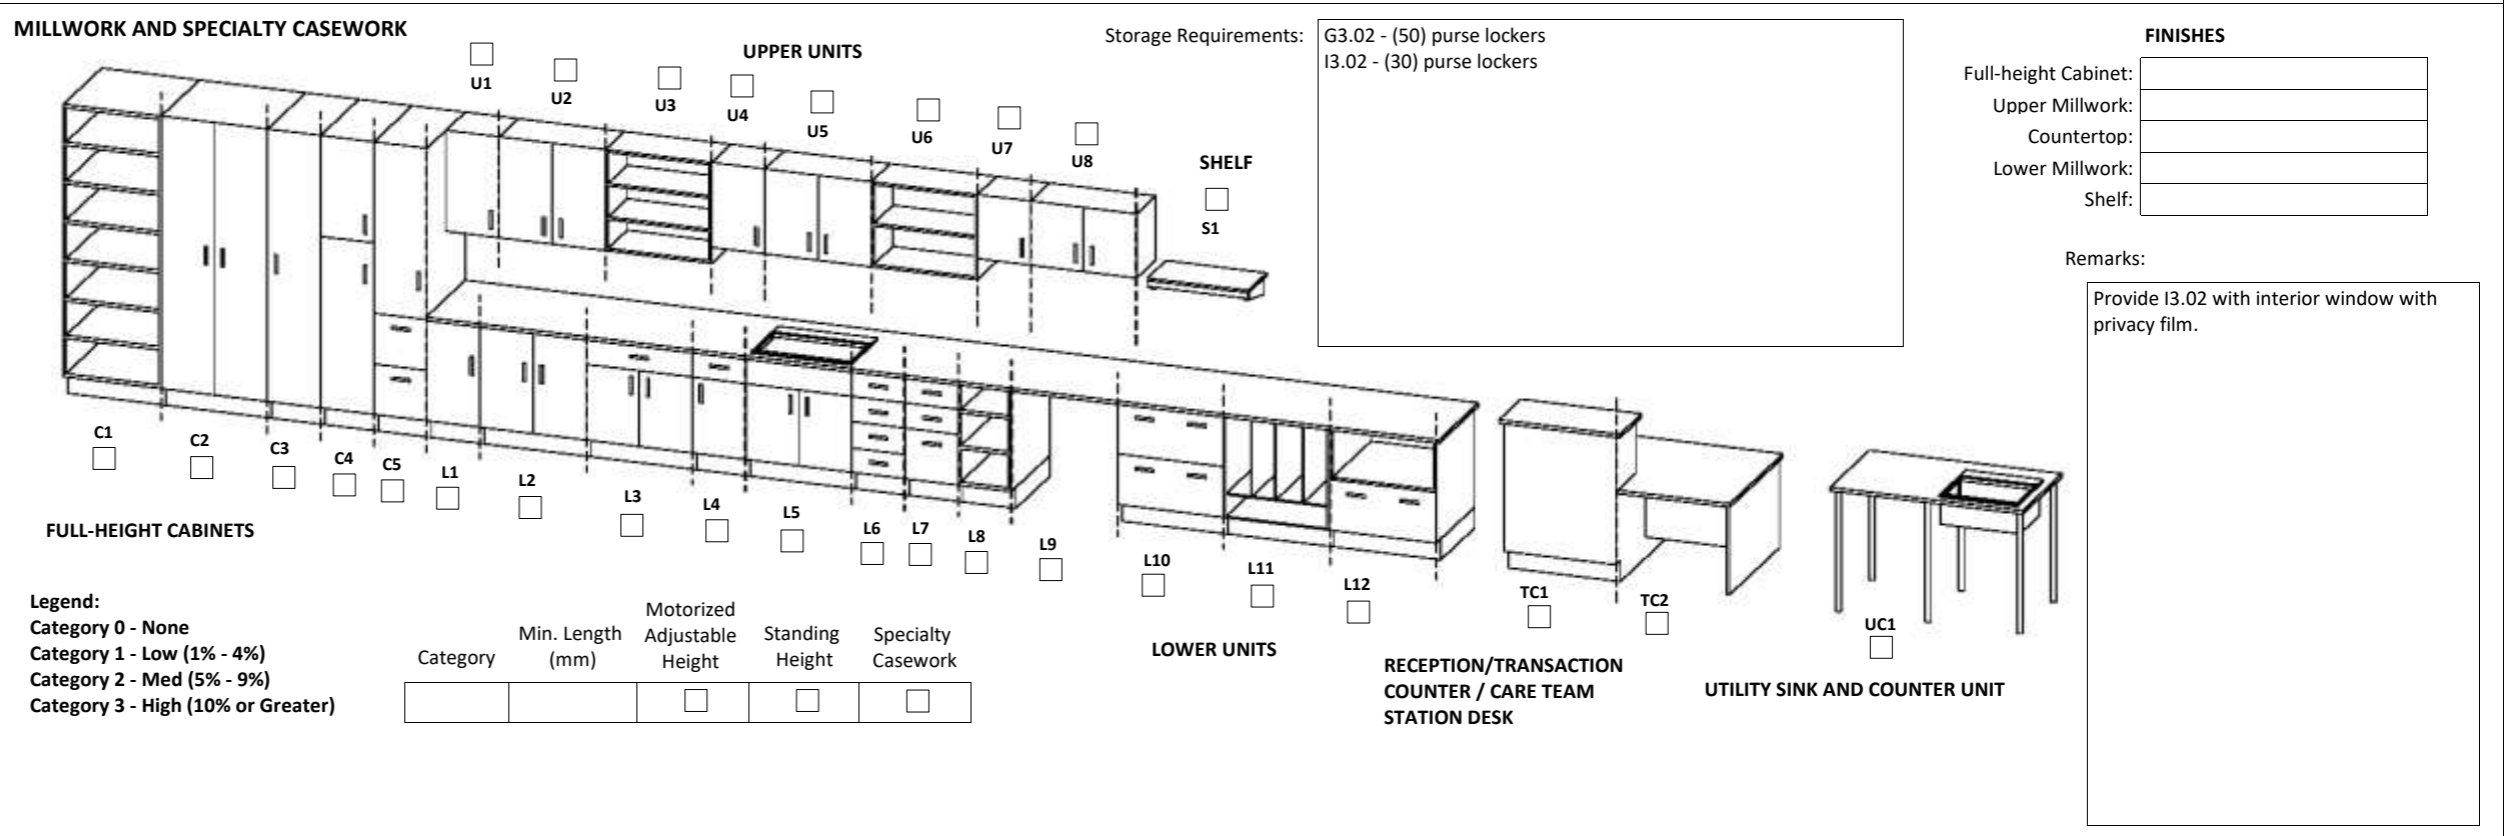 MILLWORK AND SPECIALTY CASEWORK
UPPER UNITS
U1
U2
U3
U4
U5
U6
U7
U8
SHELF
S1
Storage Requirements:
G3.02 - (50) purse lockers
I3.02 - (30) purse lockers
FINISHES
Full-height Cabinet:
Upper Millwork:
Countertop:
Lower Millwork:
Shelf:
Remarks:
Provide I3.02 with interior window with
privacy film.
C1
C2
C3
C4
C5
L1
L2
L3
L4
L5
L6
L7
L8
L9
L10
L11
L12
TC1
TC2
UC1
FULL-HEIGHT CABINETS
LOWER UNITS
RECEPTION/TRANSACTION
COUNTER / CARE TEAM
STATION DESK
UTILITY SINK AND COUNTER UNIT
Legend:
Category 0 - None
Category 1 - Low (1% - 4%)
Category 2 - Med (5% - 9%)
Category 3 - High (10% or Greater)
Category
Min. Length
(mm)
Motorized
Adjustable
Height
Standing
Height
Specialty
Casework